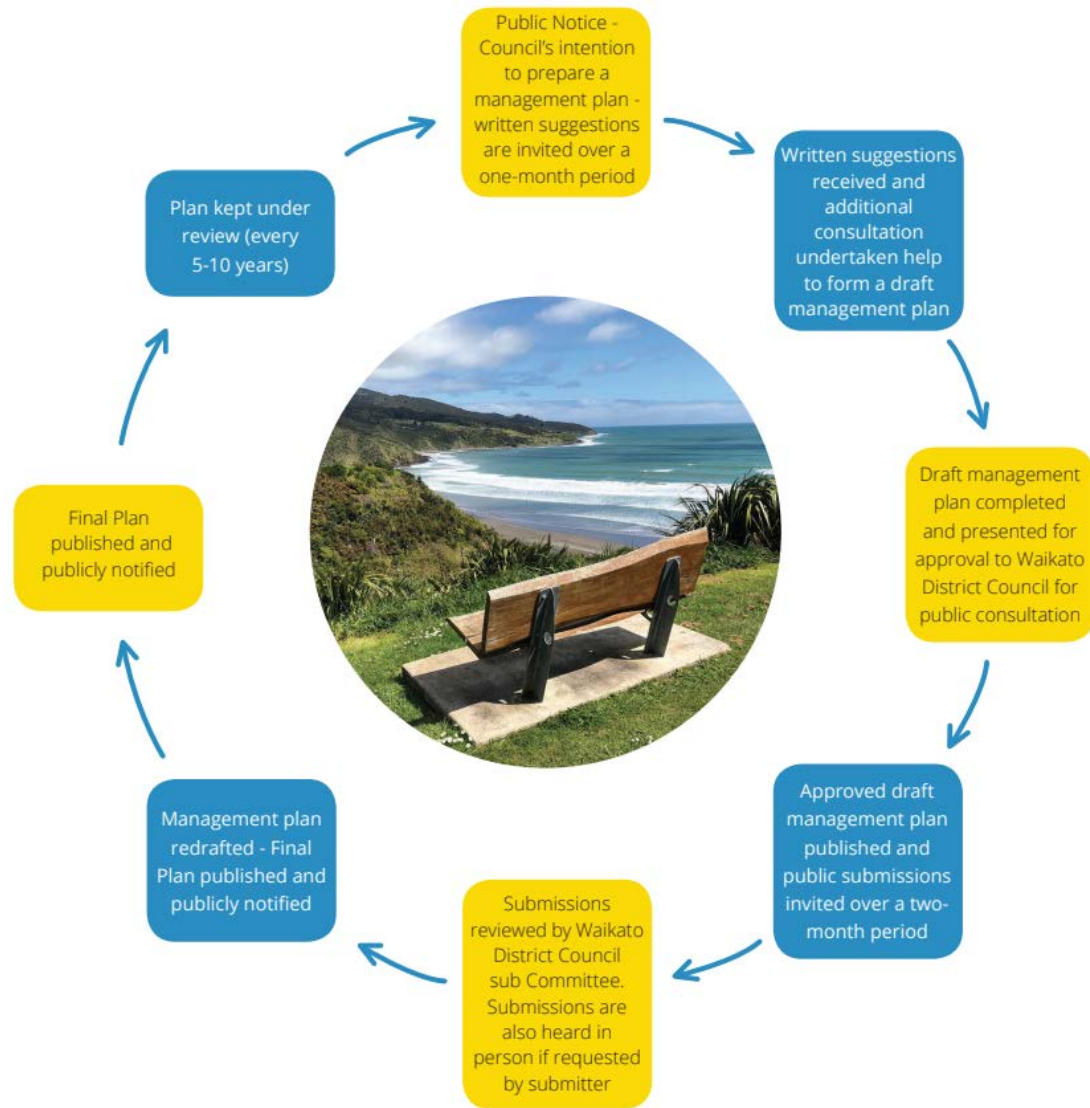 Public Notice -
Council's intention
to prepare a
management plan -
written suggestions
are invited over a
one-month period
Written suggestions
received and
additional
consultation
undertaken help
to form a draft
management plan
Draft management
plan completed
and presented for
approval to Waikato
District Council for
public consultation
Approved draft
management plan
published and
public submissions
invited over a two-
month period
Submissions
reviewed by Waikato
District Council
sub Committee.
Submissions are
also heard in
person if requested
by submitter
Management plan
redrafted - Final
Plan published and
publicly notified
Final Plan
published and
publicly notified
Plan kept under
review (every
5-10 years)